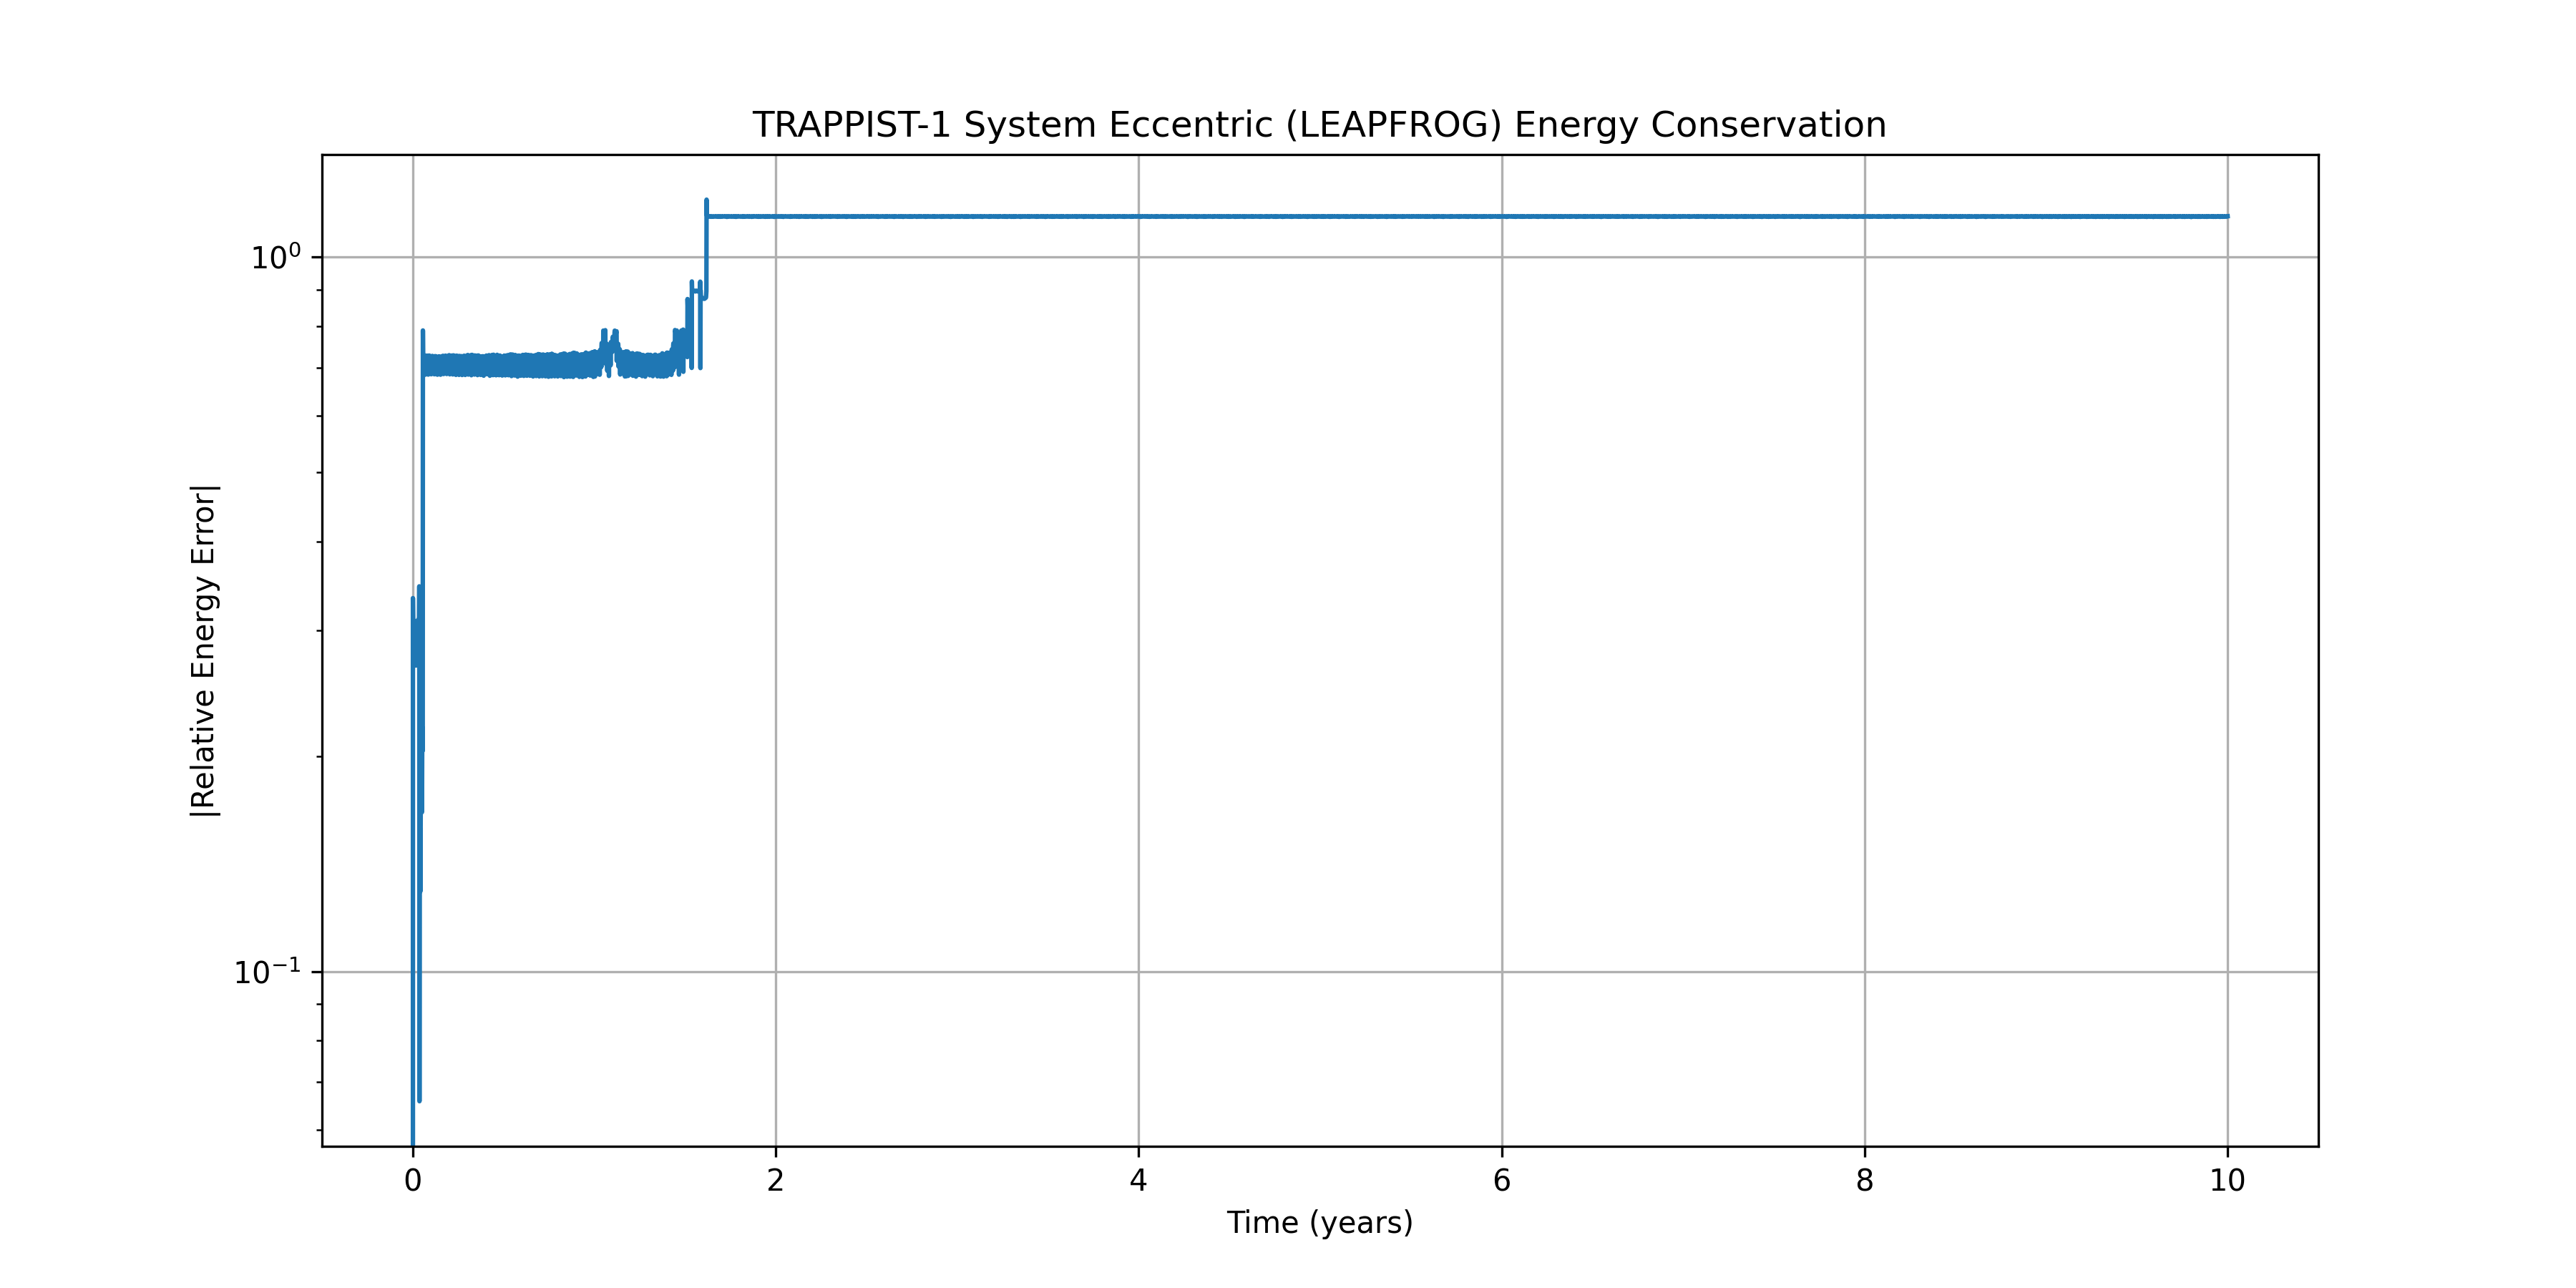 TRAPPIST-1 System Eccentric (LEAPFROG) Energy Conservation
|Relative Energy Error|
10⁰
10⁻¹
0 2 4 6 8 10
Time (years)